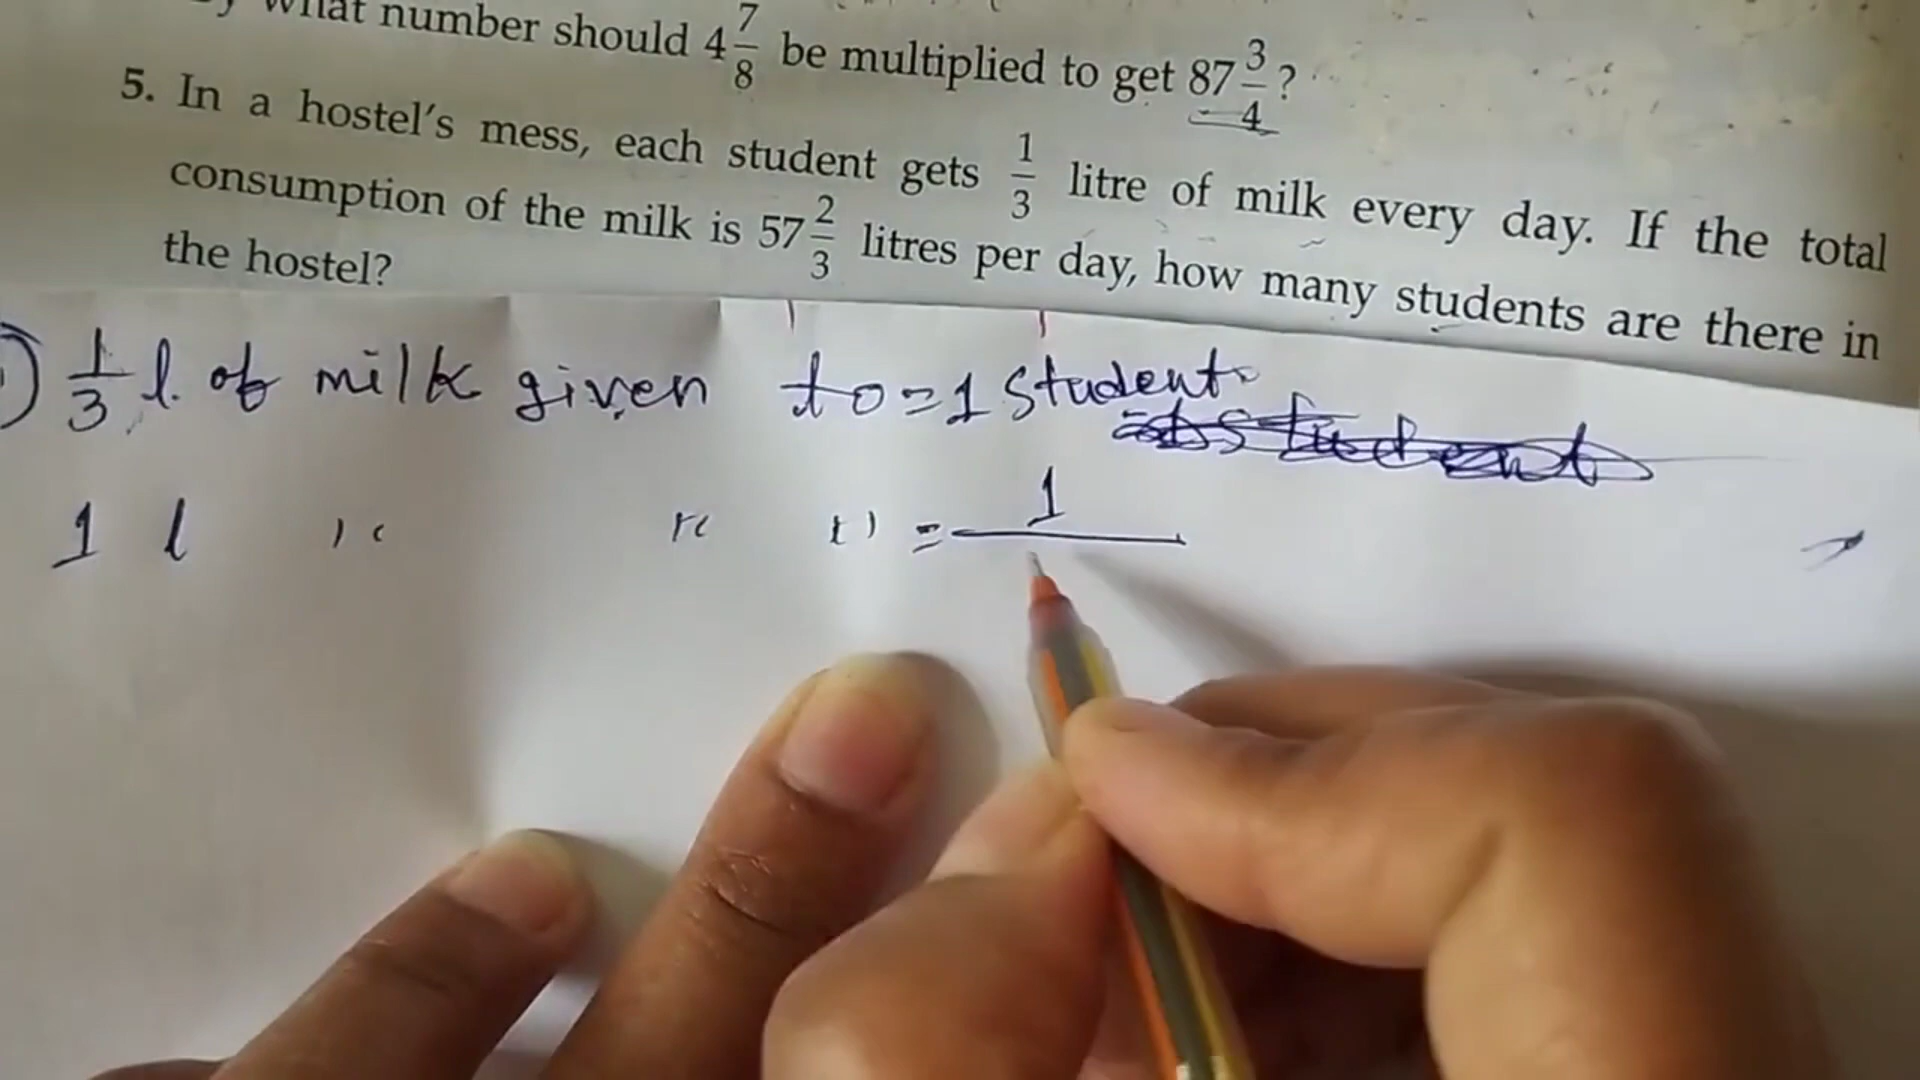 By what number should 4 7/8 be multiplied to get 87 3/4?
5. In a hostel's mess, each student gets 1/3 litre of milk every day. If the total
consumption of the milk is 57 2/3 litres per day, how many students are there in
the hostel?
) 1/3 l. of milk given to = 1 Student
1 l " " " = 1/